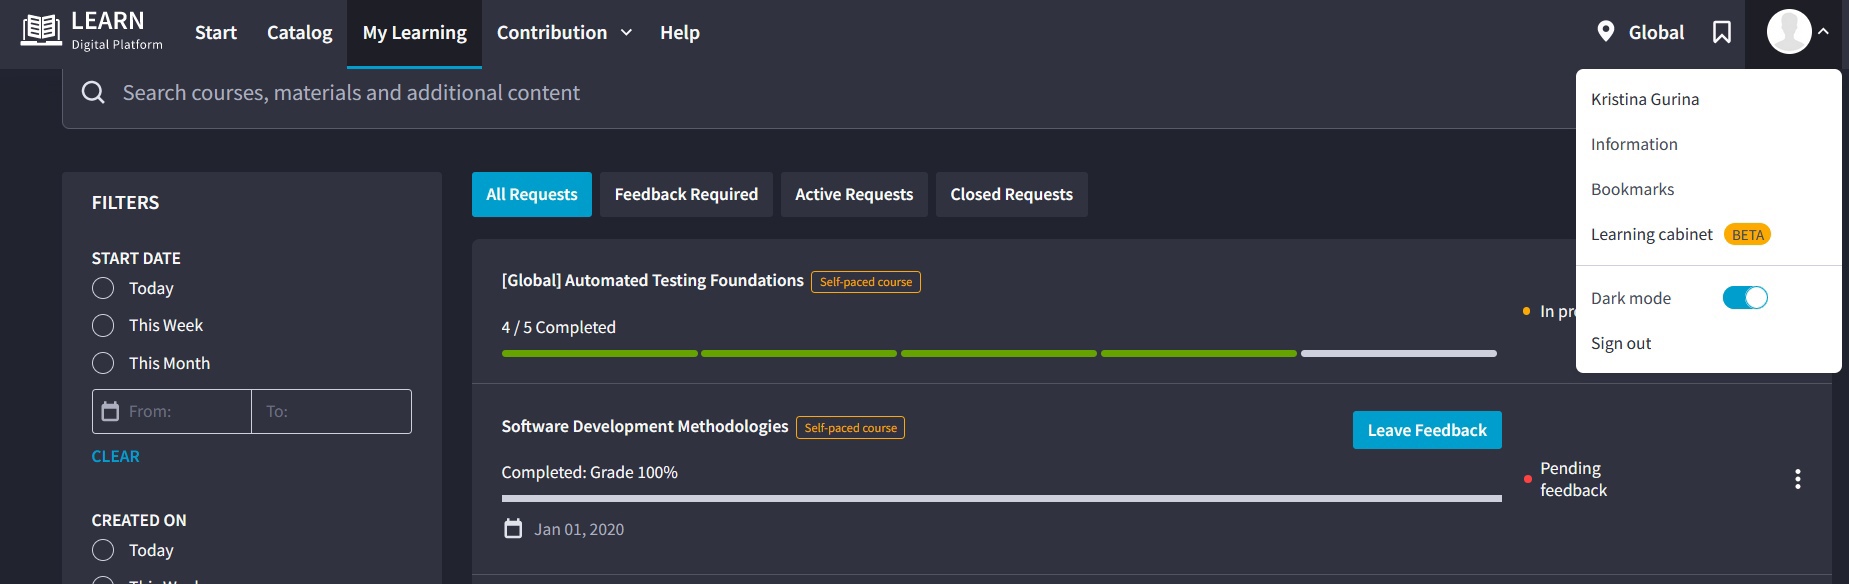 LEARN
Digital Platform
Start
Catalog
My Learning
Contribution
Help
Global
Search courses, materials and additional content
Kristina Gurina
Information
Bookmarks
Learning cabinet BETA
Dark mode
Sign out
FILTERS
START DATE
Today
This Week
This Month
From:
To:
CLEAR
CREATED ON
Today
All Requests
Feedback Required
Active Requests
Closed Requests
[Global] Automated Testing Foundations Self-paced course
4 / 5 Completed
In
Software Development Methodologies Self-paced course
Leave Feedback
Completed: Grade 100%
Pending
feedback
Jan 01, 2020